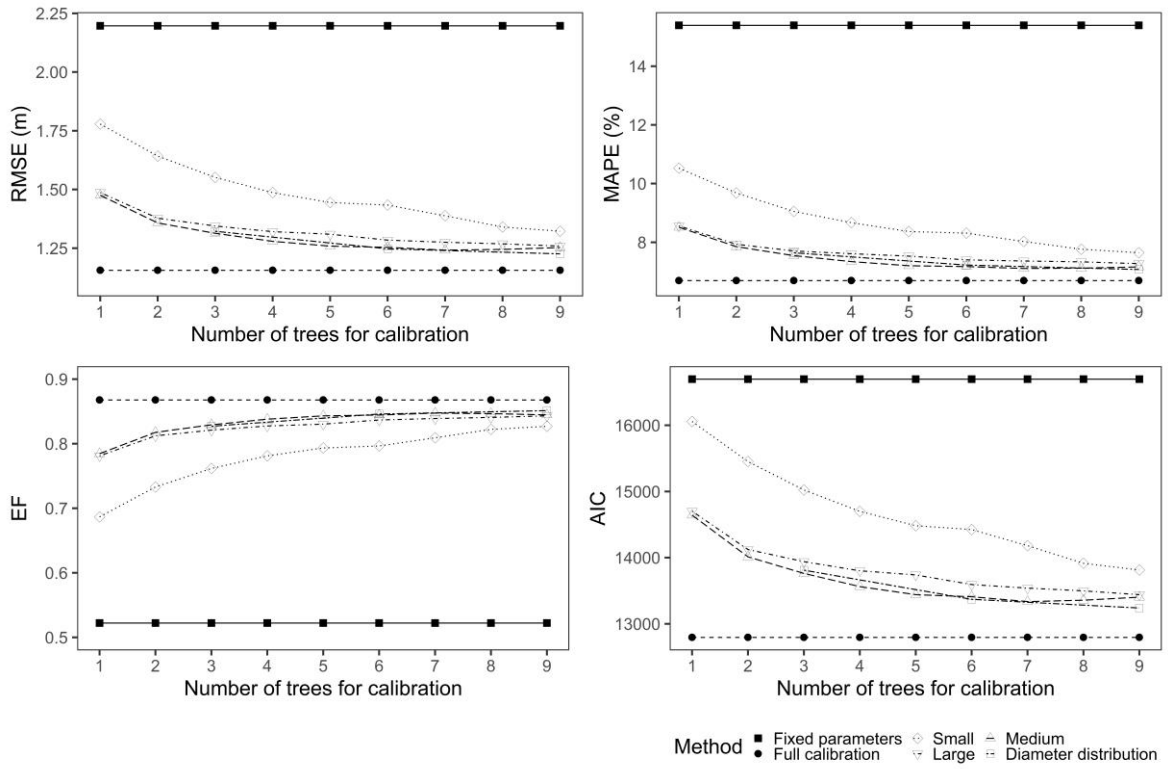 2.25
2.00
1.75
1.50
1.25
RMSE (m)
1 2 3 4 5 6 7 8 9
Number of trees for calibration
14
12
10
8
MAPE (%)
1 2 3 4 5 6 7 8 9
Number of trees for calibration
0.9
0.8
0.7
0.6
0.5
EF
1 2 3 4 5 6 7 8 9
Number of trees for calibration
16000
15000
14000
13000
AIC
1 2 3 4 5 6 7 8 9
Number of trees for calibration
Method
Fixed parameters Small Medium
Full calibration Large Diameter distribution